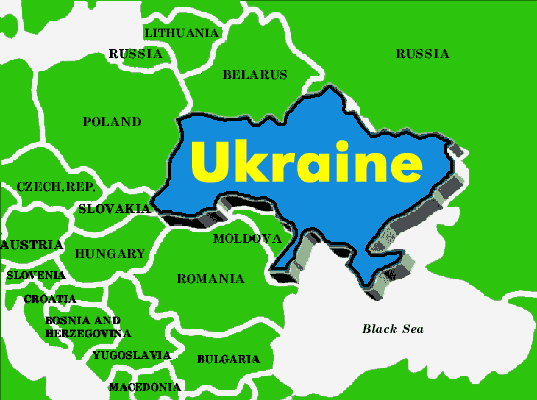 LITHUANIA
RUSSIA
RUSSIA
BELARUS
POLAND
Ukraine
CZECH.REP.
SLOVAKIA
MOLDOVA
AUSTRIA
HUNGARY
SLOVENIA
ROMANIA
CROATIA
BOSNIA AND
HERZEGOVINA
Black Sea
YUGOSLAVIA
BULGARIA
MACEDONIA